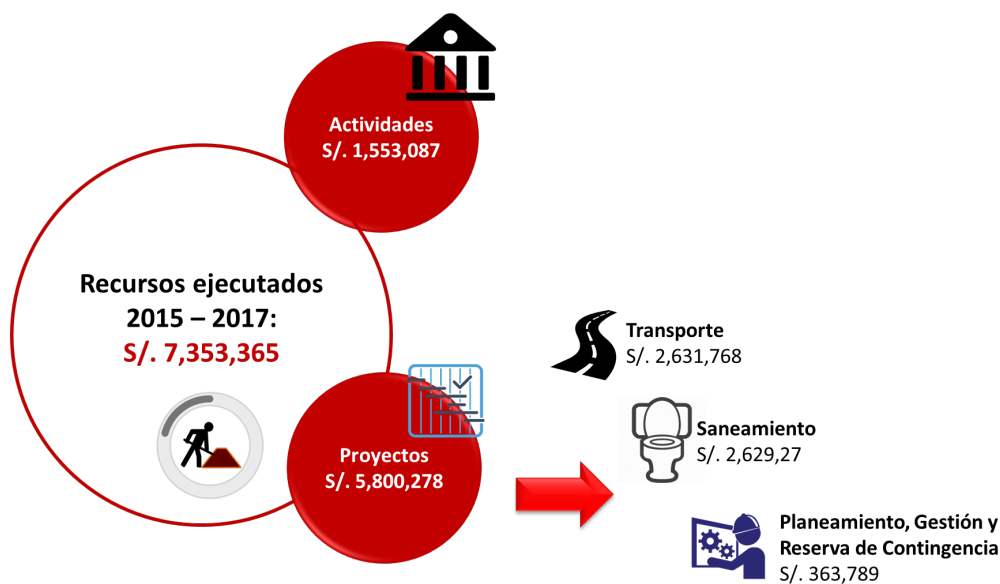 Actividades
S/. 1,553,087
Recursos ejecutados
2015 – 2017:
S/. 7,353,365
Proyectos
S/. 5,800,278
Transporte
S/. 2,631,768
Saneamiento
S/. 2,629,27
Planeamiento, Gestión y
Reserva de Contingencia
S/. 363,789